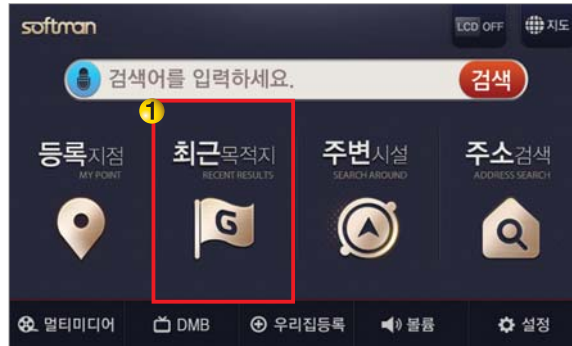 softman
LCD OFF
지도
검색어를 입력하세요.
검색
1
등록지점
MY POINT
최근목적지
RECENT RESULTS
G
주변시설
SEARCH AROUND
주소검색
ADDRESS SEARCH
멀티미디어
DMB
우리집등록
볼륨
설정